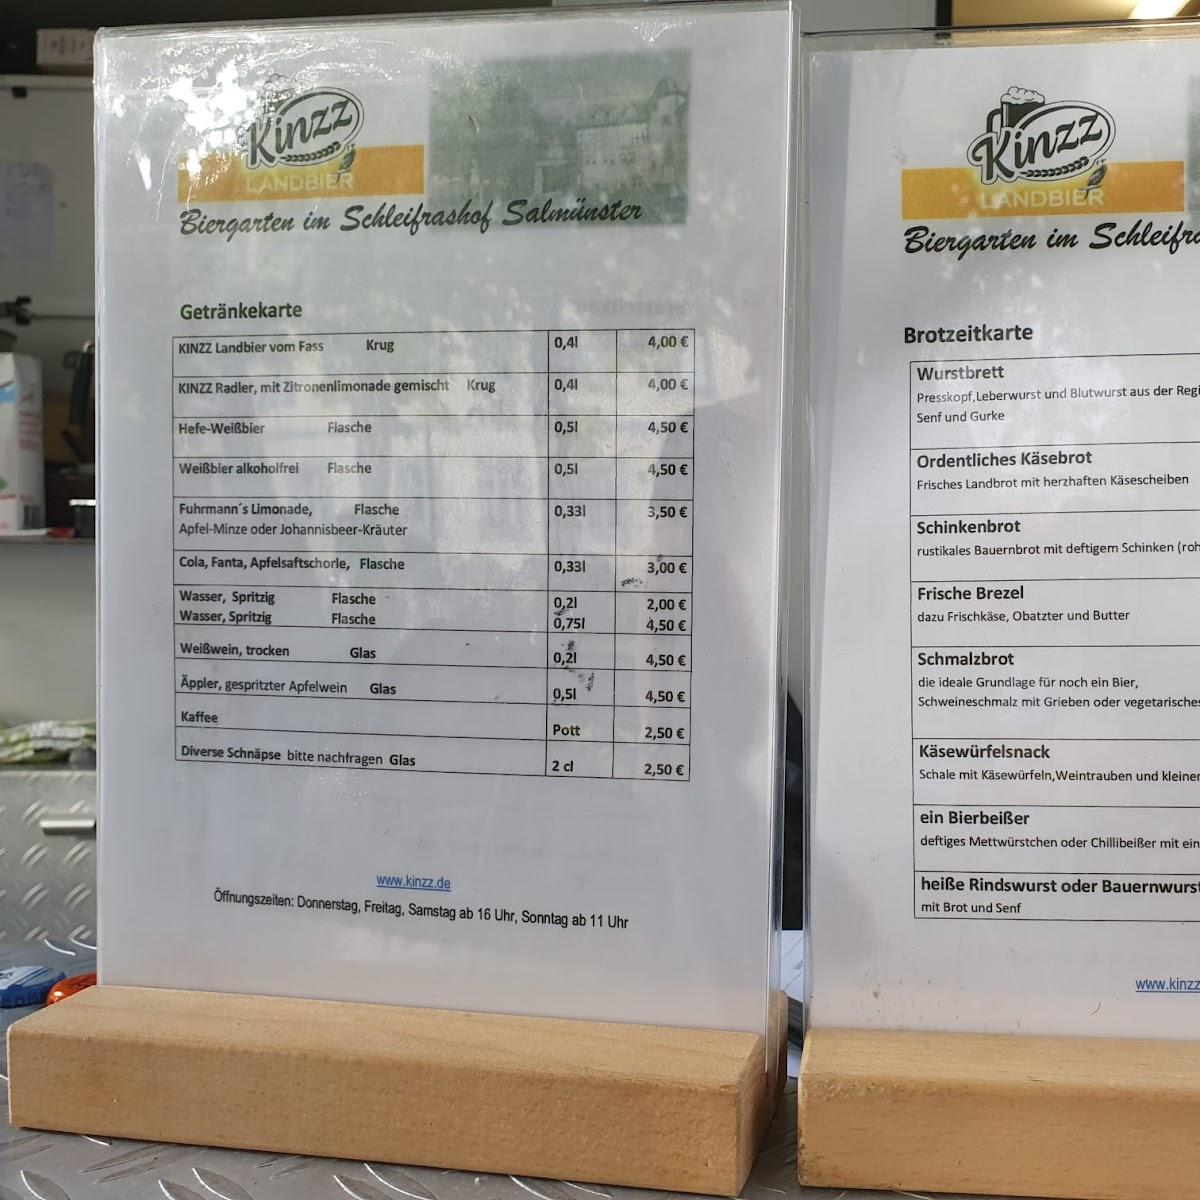 Kinzz
LANDBIER
Biergarten im Schleifrashof Salmünster
Getränkekarte
KINZZ Landbier vom Fass Krug 0,4l 4,00 €
KINZZ Radler, mit Zitronenlimonade gemischt Krug 0,4l 4,00 €
Hefe-Weißbier Flasche 0,5l 4,50 €
Weißbier alkoholfrei Flasche 0,5l 4,50 €
Fuhrmann´s Limonade, Flasche 0,33l 3,50 €
Apfel-Minze oder Johannisbeer-Kräuter
Cola, Fanta, Apfelsaftschorle, Flasche 0,33l 3,00 €
Wasser, Spritzig Flasche 0,2l 2,00 €
Wasser, Spritzig Flasche 0,75l 4,50 €
Weißwein, trocken Glas 0,2l 4,50 €
Äppler, gespritzter Apfelwein Glas 0,5l 4,50 €
Kaffee Pott 2,50 €
Diverse Schnäpse bitte nachfragen Glas 2 cl 2,50 €
www.kinzz.de
Öffnungszeiten: Donnerstag, Freitag, Samstag ab 16 Uhr, Sonntag ab 11 Uhr
Kinzz
LANDBIER
Biergarten im Schleifra
Brotzeitkarte
Wurstbrett
Presskopf,Leberwurst und Blutwurst aus der Regi
Senf und Gurke
Ordentliches Käsebrot
Frisches Landbrot mit herzhaften Käsescheiben
Schinkenbrot
rustikales Bauernbrot mit deftigem Schinken (roh
Frische Brezel
dazu Frischkäse, Obatzter und Butter
Schmalzbrot
die ideale Grundlage für noch ein Bier,
Schweineschmalz mit Grieben oder vegetarisches
Käsewürfelsnack
Schale mit Käsewürfeln,Weintrauben und kleiner
ein Bierbeißer
deftiges Mettwürstchen oder Chillibeißer mit ein
heiße Rindswurst oder Bauernwurst
mit Brot und Senf
www.kinzz